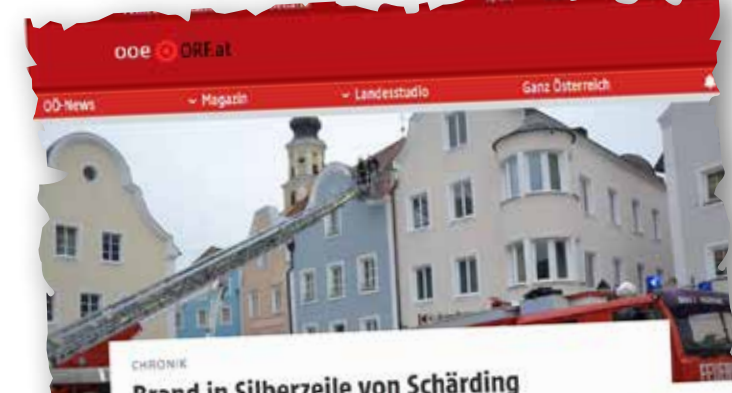 ooe ORF.at
OÖ-News Magazin Landesstudio Ganz Österreich
CHRONIK
Brand in Silberzeile von Schärding